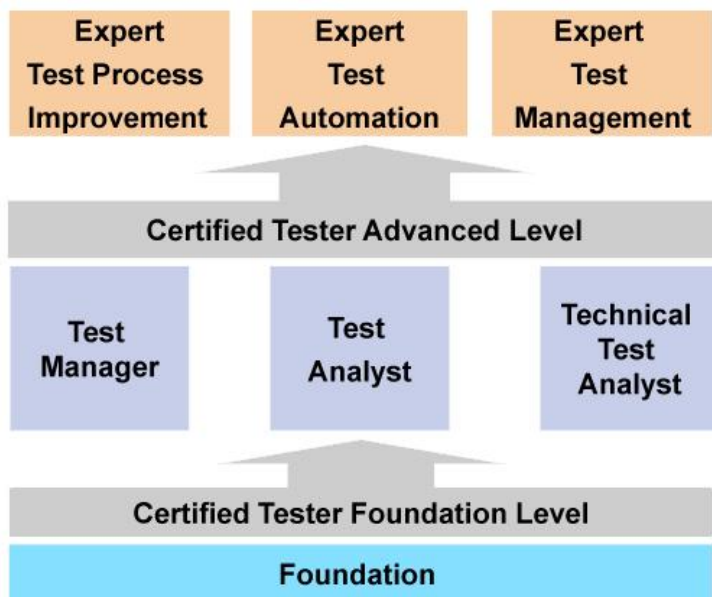 Expert
Test Process
Improvement
Expert
Test
Automation
Expert
Test
Management
Certified Tester Advanced Level
Test
Manager
Test
Analyst
Technical
Test
Analyst
Certified Tester Foundation Level
Foundation